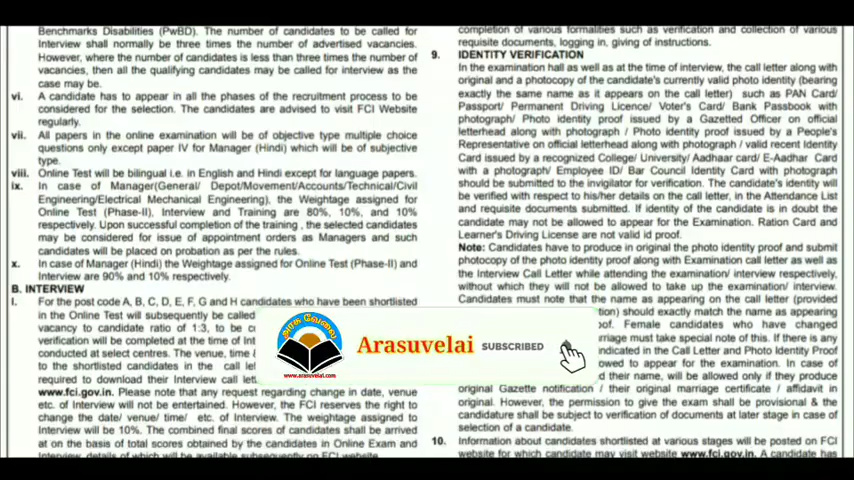 Benchmarks Disabilities (PwBD). The number of candidates to be called for
Interview shall normally be three times the number of advertised vacancies.
However, where the number of candidates is less than three times the number of
vacancies, then all the qualifying candidates may be called for interview as the
case may be.
vi. A candidate has to appear in all the phases of the recruitment process to be
considered for the selection. The candidates are advised to visit FCI Website
regularly.
vii. All papers in the online examination will be of objective type multiple choice
questions only except paper IV for Manager (Hindi) which will be of subjective
type.
viii. Online Test will be bilingual i.e. in English and Hindi except for language papers.
ix. In case of Manager(General/ Depot/Movement/Accounts/Technical/Civil
Engineering/Electrical Mechanical Engineering), the Weightage assigned for
Online Test (Phase-II), Interview and Training are 80%, 10%, and 10%
respectively. Upon successful completion of the training , the selected candidates
may be considered for issue of appointment orders as Managers and such
candidates will be placed on probation as per the rules.
x. In case of Manager (Hindi) the Weightage assigned for Online Test (Phase-II) and
Interview are 90% and 10% respectively.
B. INTERVIEW
I. For the post code A, B, C, D, E, F, G and H candidates who have been shortlisted
in the Online Test will subsequently be called
vacancy to candidate ratio of 1:3, to be
verification will be completed at the time of
conducted at select centres. The venue, time
to the shortlisted candidates in the call
required to download their Interview call
www.fci.gov.in. Please note that any request regarding change in date, venue
etc. of Interview will not be entertained. However, the FCI reserves the right to
change the date/ venue/ time/ etc. of Interview. The weightage assigned to
Interview will be 10%. The combined final scores of candidates shall be arrived
at on the basis of total scores obtained by the candidates in Online Exam and
Interview, details of which will be available subsequently on FCI website.
completion of various formalities such as verification and collection of various
requisite documents, logging in, giving of instructions.
9. IDENTITY VERIFICATION
In the examination hall as well as at the time of interview, the call letter along with
original and a photocopy of the candidate's currently valid photo identity (bearing
exactly the same name as it appears on the call letter) such as PAN Card/
Passport/ Permanent Driving Licence/ Voter's Card/ Bank Passbook with
photograph/ Photo identity proof issued by a Gazetted Officer on official
letterhead along with photograph / Photo identity proof issued by a People's
Representative on official letterhead along with photograph / valid recent Identity
Card issued by a recognized College/ University/ Aadhaar card/ E-Aadhar Card
with a photograph/ Employee ID/ Bar Council Identity Card with photograph
should be submitted to the invigilator for verification. The candidate's identity will
be verified with respect to his/her details on the call letter, in the Attendance List
and requisite documents submitted. If identity of the candidate is in doubt the
candidate may not be allowed to appear for the Examination. Ration Card and
Learner's Driving License are not valid id proof.
Note: Candidates have to produce in original the photo identity proof and submit
photocopy of the photo identity proof along with Examination call letter as well as
the Interview Call Letter while attending the examination/ interview respectively,
without which they will not be allowed to take up the examination/ interview.
Candidates must note that the name as appearing on the call letter (provided
tion) should exactly match the name as appearing
oof. Female candidates who have changed
rriage must take special note of this. If there is any
ndicated in the Call Letter and Photo Identity Proof
owed to appear for the examination. In case of
d their name, will be allowed only if they produce
original Gazette notification / their original marriage certificate / affidavit in
original. However, the permission to give the exam shall be provisional & the
candidature shall be subject to verification of documents at later stage in case of
selection of a candidate.
10. Information about candidates shortlisted at various stages will be posted on FCI
website for which candidate may visit website www.fci.gov.in. A candidate has
அரசு வேலை
www.arasuvelai.com
Arasuvelai SUBSCRIBED